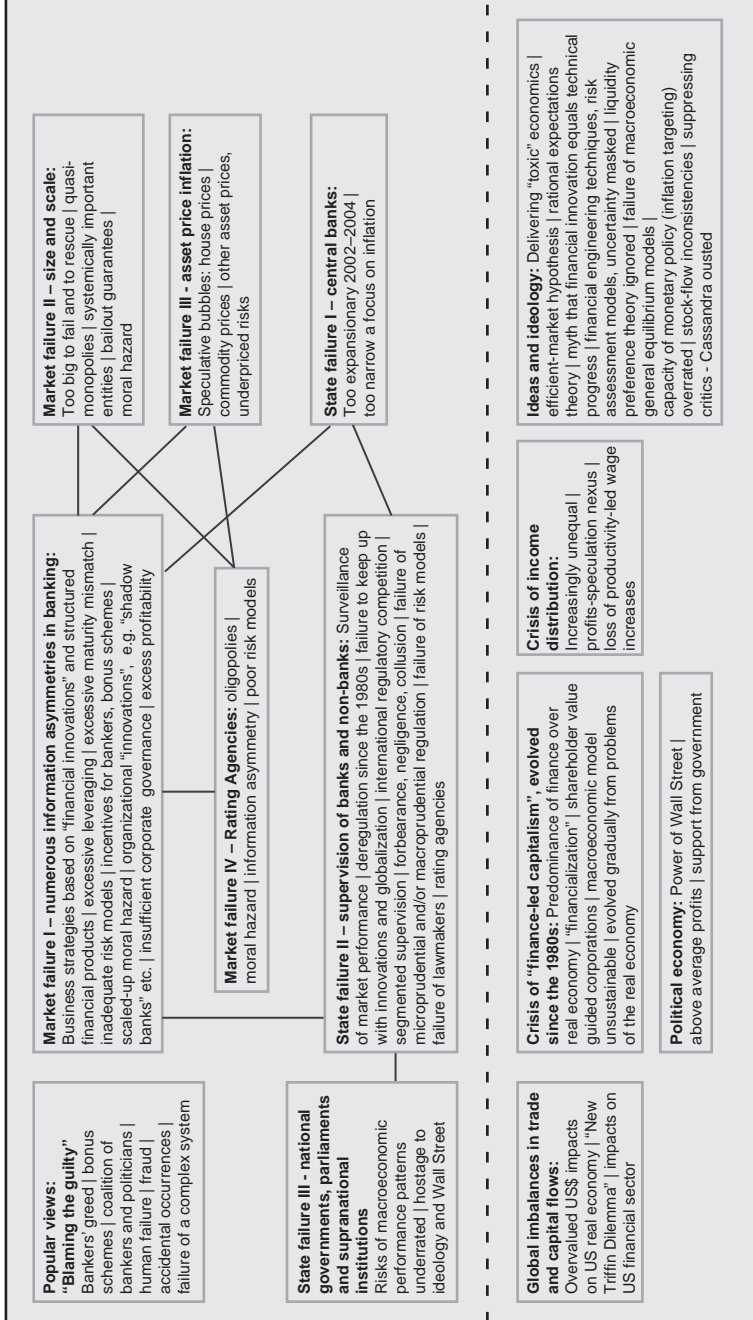 Popular views:
“Blaming the guilty”
Bankers’ greed | bonus
schemes | coalition of
bankers and politicians |
human failure | fraud |
accidental occurrences |
failure of a complex system
Market failure I – numerous information asymmetries in banking:
Business strategies based on “financial innovations” and structured
financial products | excessive leveraging | excessive maturity mismatch |
inadequate risk models | incentives for bankers, bonus schemes |
scaled-up moral hazard | organizational “innovations”, e.g. “shadow
banks” etc. | insufficient corporate governance | excess profitability
Market failure II – size and scale:
Too big to fail and to rescue | quasi-
monopolies | systemically important
entities | bailout guarantees |
moral hazard
Market failure III - asset price inflation:
Speculative bubbles: house prices |
commodity prices | other asset prices,
underpriced risks
Market failure IV – Rating Agencies: oligopolies |
moral hazard | information asymmetry | poor risk models
State failure I – central banks:
Too expansionary 2002–2004 |
too narrow a focus on inflation
State failure III - national
governments, parliaments
and supranational
institutions
Risks of macroeconomic
performance patterns
underrated | hostage to
ideology and Wall Street
State failure II – supervision of banks and non-banks: Surveillance
of market performance | deregulation since the 1980s | failure to keep up
with innovations and globalization | international regulatory competition |
segmented supervision | forbearance, negligence, collusion | failure of
microprudential and/or macroprudential regulation | failure of risk models |
failure of lawmakers | rating agencies
Global imbalances in trade
and capital flows:
Overvalued US$ impacts
on US real economy | “New
Triffin Dilemma” | impacts on
US financial sector
Crisis of “finance-led capitalism”, evolved
since the 1980s: Predominance of finance over
real economy | “financialization” | shareholder value
guided corporations | macroeconomic model
unsustainable | evolved gradually from problems
of the real economy
Political economy: Power of Wall Street |
above average profits | support from government
Crisis of income
distribution:
Increasingly unequal |
profits-speculation nexus |
loss of productivity-led wage
increases
Ideas and ideology: Delivering “toxic” economics |
efficient-market hypothesis | rational expectations
theory | myth that financial innovation equals technical
progress | financial engineering techniques, risk
assessment models, uncertainty masked | liquidity
preference theory ignored | failure of macroeconomic
general equilibrium models |
capacity of monetary policy (inflation targeting)
overrated | stock-flow inconsistencies | suppressing
critics - Cassandra ousted